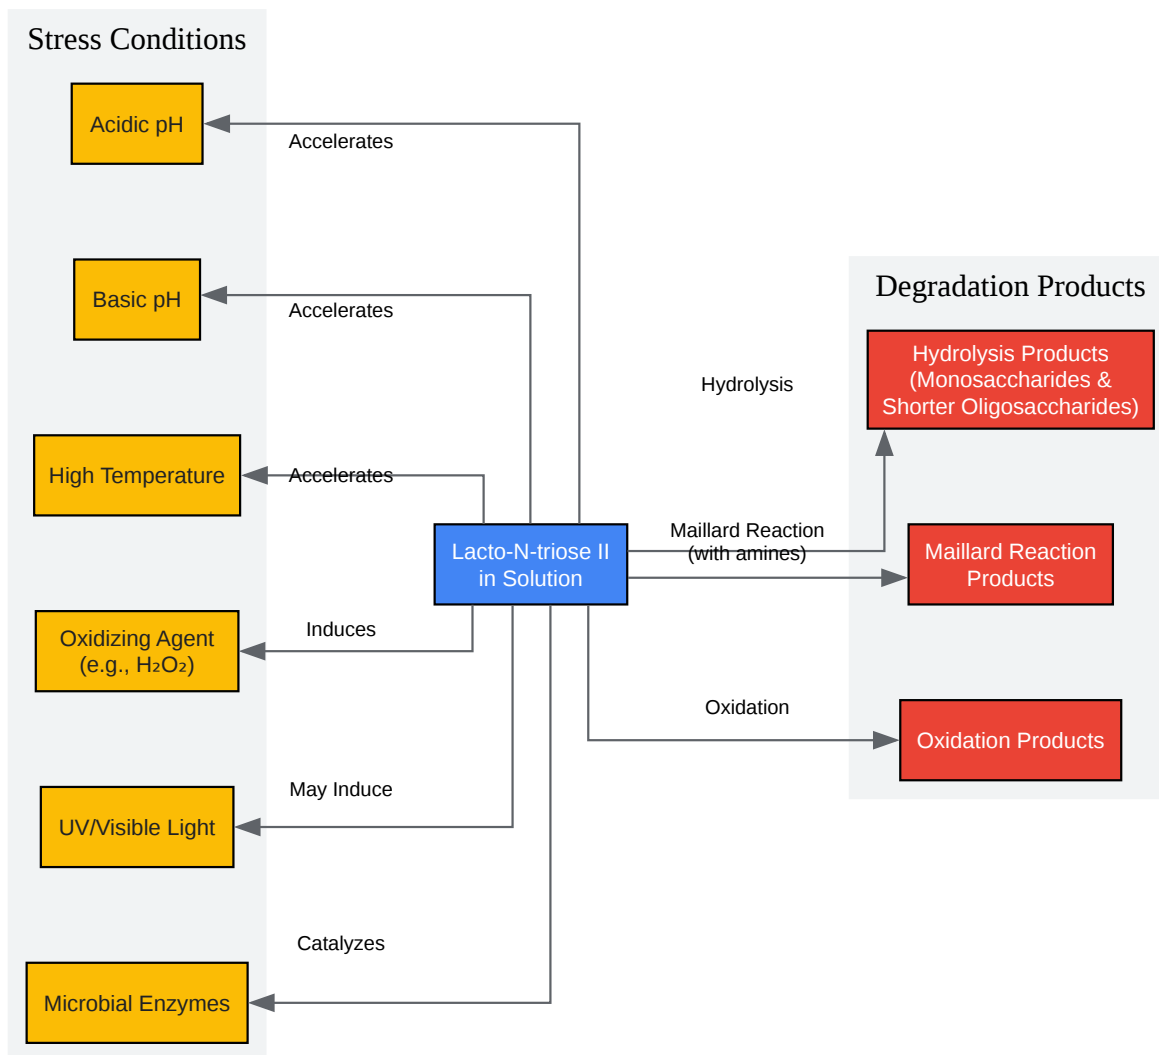 Stress Conditions
Acidic pH
Accelerates
Basic pH
Accelerates
High Temperature
Accelerates
Oxidizing Agent
(e.g., H₂O₂)
Induces
UV/Visible Light
May Induce
Microbial Enzymes
Catalyzes
Lacto-N-triose II
in Solution
Hydrolysis
Maillard Reaction
(with amines)
Oxidation
Degradation Products
Hydrolysis Products
(Monosaccharides &
Shorter Oligosaccharides)
Maillard Reaction
Products
Oxidation Products